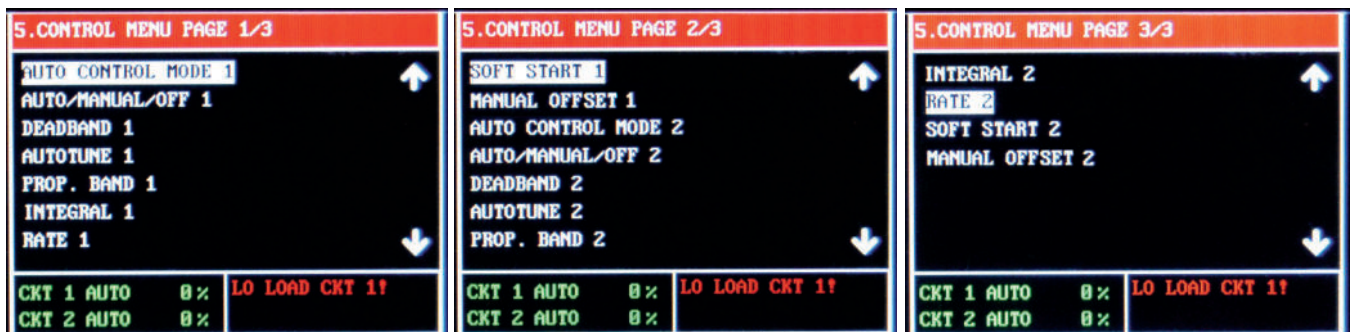 5.CONTROL MENU PAGE 1/3
AUTO CONTROL MODE 1
AUTO/MANUAL/OFF 1
DEADBAND 1
AUTOTUNE 1
PROP. BAND 1
INTEGRAL 1
RATE 1
CKT 1 AUTO 0%
CKT 2 AUTO 0%
LO LOAD CKT 1!
5.CONTROL MENU PAGE 2/3
SOFT START 1
MANUAL OFFSET 1
AUTO CONTROL MODE 2
AUTO/MANUAL/OFF 2
DEADBAND 2
AUTOTUNE 2
PROP. BAND 2
CKT 1 AUTO 0%
CKT 2 AUTO 0%
LO LOAD CKT 1!
5.CONTROL MENU PAGE 3/3
INTEGRAL 2
RATE 2
SOFT START 2
MANUAL OFFSET 2
CKT 1 AUTO 0%
CKT 2 AUTO 0%
LO LOAD CKT 1!